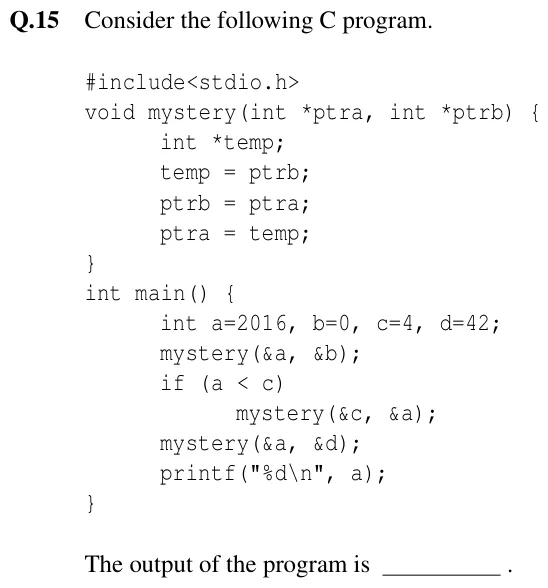 Q.15 Consider the following C program.
#include<stdio.h>
void mystery(int *ptra, int *ptrb) {
int *temp;
temp = ptrb;
ptrb = ptra;
ptra = temp;
}
int main() {
int a=2016, b=0, c=4, d=42;
mystery(&a, &b);
if (a < c)
mystery(&c, &a);
mystery(&a, &d);
printf("%d\n", a);
}
The output of the program is __________ .